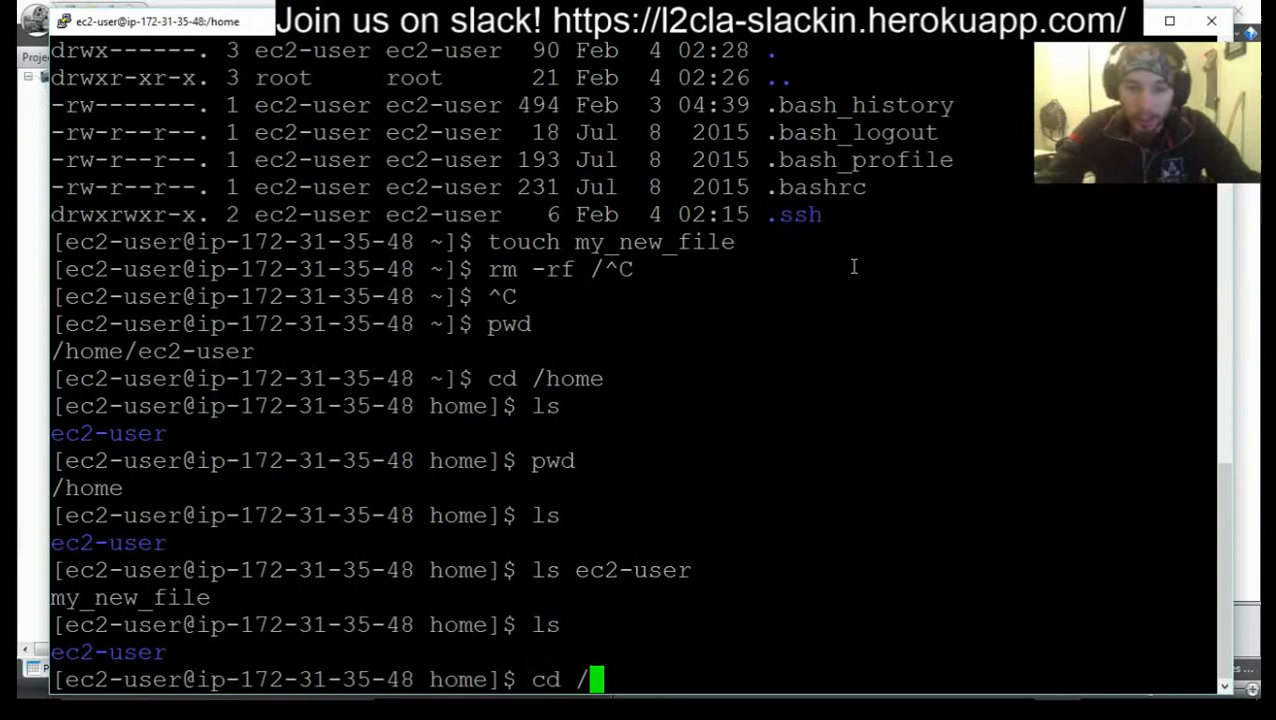 ec2-user@ip-172-31-35-48:/home
Join us on slack! https://l2cla-slackin.herokuapp.com/
Projec
drwx------. 3 ec2-user ec2-user 90 Feb 4 02:28 .
drwxr-xr-x. 3 root root 21 Feb 4 02:26 ..
-rw-------. 1 ec2-user ec2-user 494 Feb 3 04:39 .bash_history
-rw-r--r--. 1 ec2-user ec2-user 18 Jul 8 2015 .bash_logout
-rw-r--r--. 1 ec2-user ec2-user 193 Jul 8 2015 .bash_profile
-rw-r--r--. 1 ec2-user ec2-user 231 Jul 8 2015 .bashrc
drwxrwxr-x. 2 ec2-user ec2-user 6 Feb 4 02:15 .ssh
[ec2-user@ip-172-31-35-48 ~]$ touch my_new_file
[ec2-user@ip-172-31-35-48 ~]$ rm -rf /^C
[ec2-user@ip-172-31-35-48 ~]$ ^C
[ec2-user@ip-172-31-35-48 ~]$ pwd
/home/ec2-user
[ec2-user@ip-172-31-35-48 ~]$ cd /home
[ec2-user@ip-172-31-35-48 home]$ ls
ec2-user
[ec2-user@ip-172-31-35-48 home]$ pwd
/home
[ec2-user@ip-172-31-35-48 home]$ ls
ec2-user
[ec2-user@ip-172-31-35-48 home]$ ls ec2-user
my_new_file
[ec2-user@ip-172-31-35-48 home]$ ls
ec2-user
[ec2-user@ip-172-31-35-48 home]$ cd /